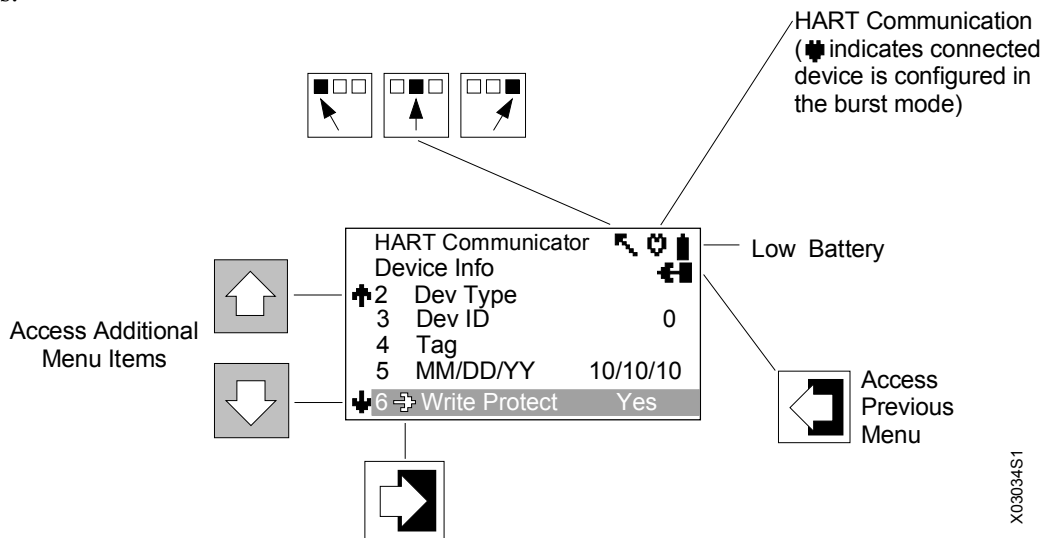 s.
HART Communication
( indicates connected
device is configured in
the burst mode)
HART Communicator
Device Info
2 Dev Type
3 Dev ID 0
4 Tag
5 MM/DD/YY 10/10/10
6 Write Protect Yes
Low Battery
Access Additional
Menu Items
Access
Previous
Menu
X03034S1